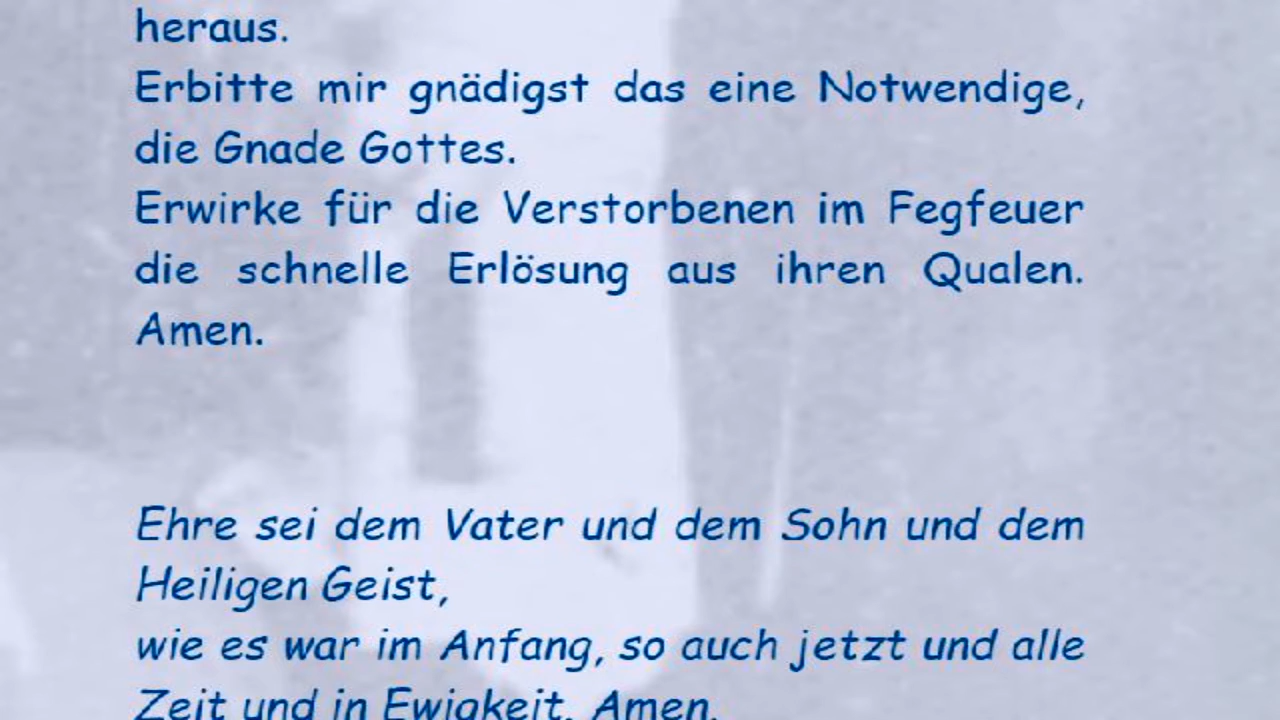 heraus.
Erbitte mir gnädigst das eine Notwendige,
die Gnade Gottes.
Erwirke für die Verstorbenen im Fegfeuer
die schnelle Erlösung aus ihren Qualen.
Amen.
Ehre sei dem Vater und dem Sohn und dem
Heiligen Geist,
wie es war im Anfang, so auch jetzt und alle
Zeit und in Ewigkeit. Amen.